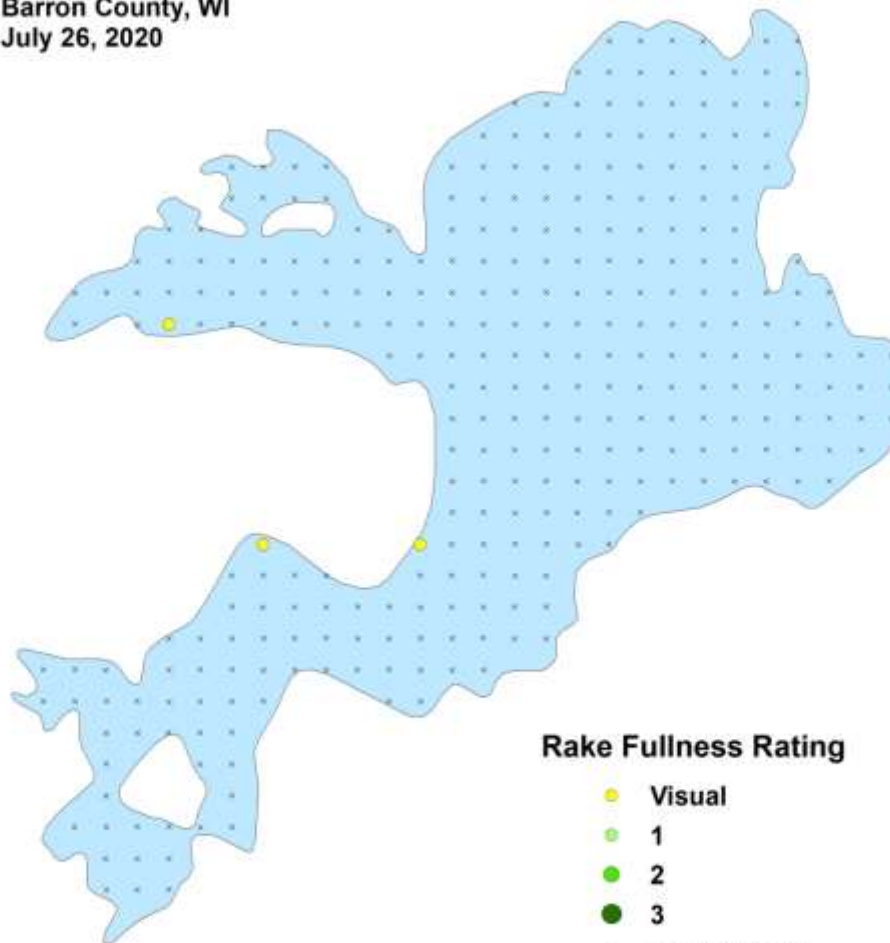 Barron County, WI
July 26, 2020
Rake Fullness Rating
Visual
1
2
3